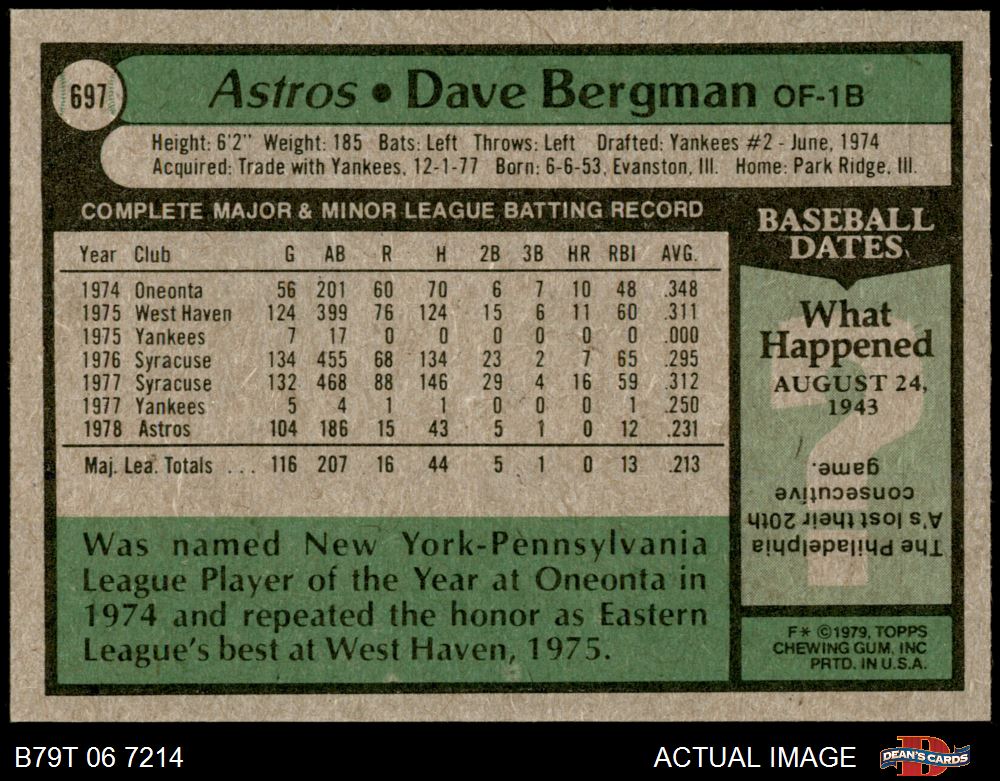 697
Astros • Dave Bergman OF-1B
Height: 6'2" Weight: 185 Bats: Left Throws: Left Drafted: Yankees #2 - June, 1974
Acquired: Trade with Yankees, 12-1-77 Born: 6-6-53, Evanston, Ill. Home: Park Ridge, Ill.
COMPLETE MAJOR & MINOR LEAGUE BATTING RECORD
Year Club G AB R H 2B 3B HR RBI AVG.
1974 Oneonta 56 201 60 70 6 7 10 48 .348
1975 West Haven 124 399 76 124 15 6 11 60 .311
1975 Yankees 7 17 0 0 0 0 0 0 .000
1976 Syracuse 134 455 68 134 23 2 7 65 .295
1977 Syracuse 132 468 88 146 29 4 16 59 .312
1977 Yankees 5 4 1 1 0 0 0 1 .250
1978 Astros 104 186 15 43 5 1 0 12 .231
Maj. Lea. Totals ... 116 207 16 44 5 1 0 13 .213
Was named New York-Pennsylvania
League Player of the Year at Oneonta in
1974 and repeated the honor as Eastern
League's best at West Haven, 1975.
BASEBALL
DATES
What
Happened
AUGUST 24,
1943
?
The Philadelphia
A's lost their 20th
consecutive
game.
F* ©1979, TOPPS
CHEWING GUM, INC
PRTD. IN U.S.A.
B79T 06 7214
ACTUAL IMAGE
D
DEAN'S CARDS